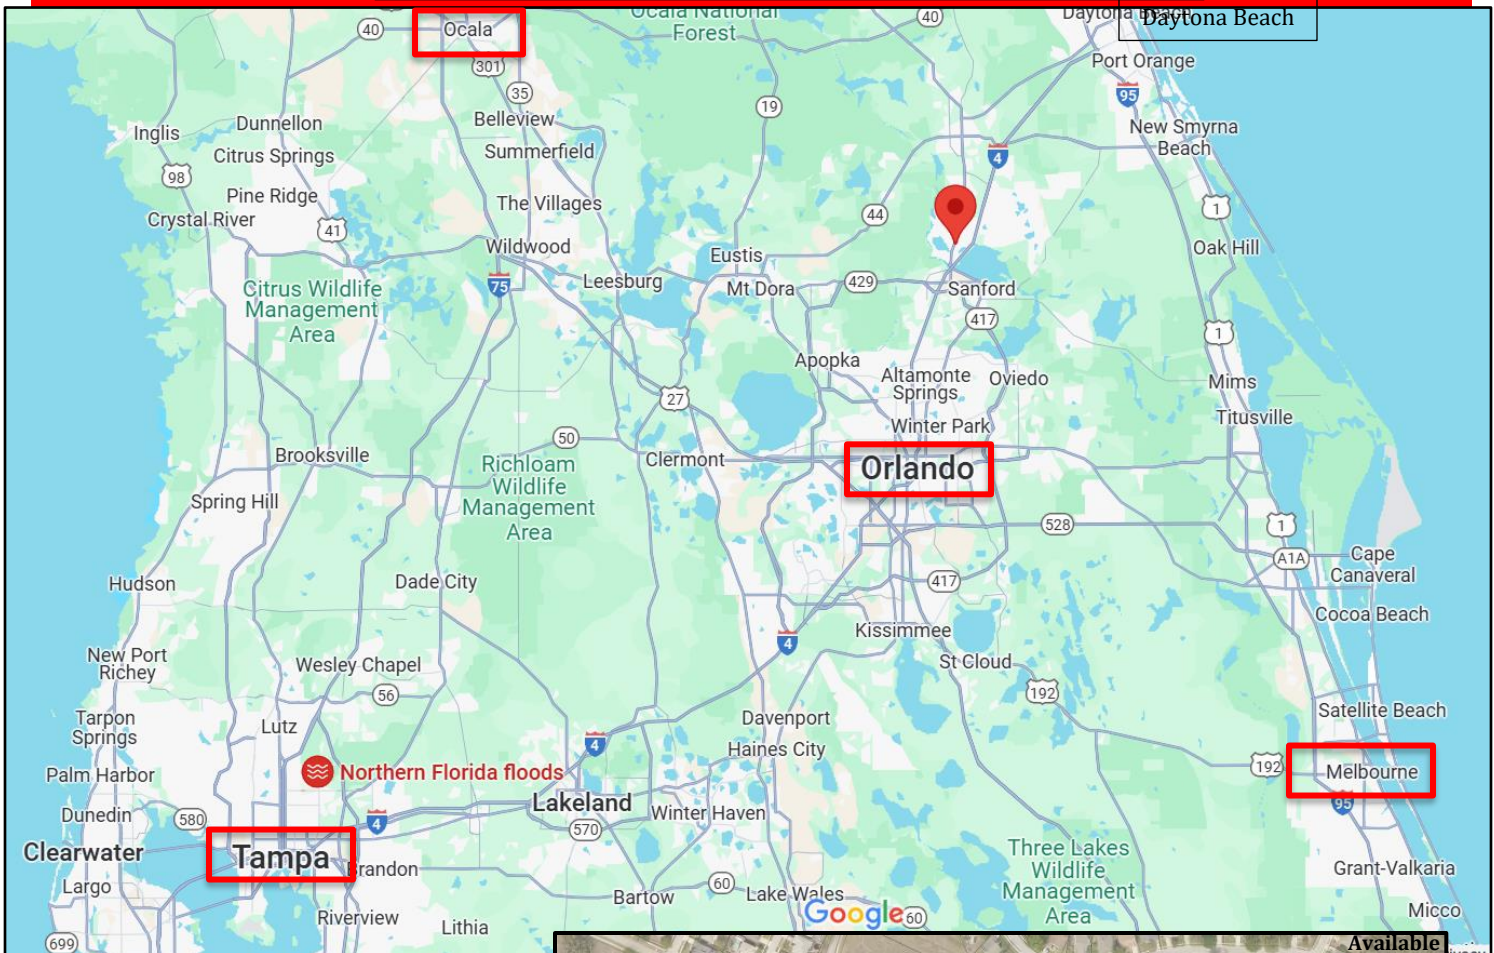 Ocala
40
Ocala National
Forest
40
Daytona Beach
Daytona Beach
Port Orange
301
35
95
19
Belleview
Inglis
Dunnellon
New Smyrna
Beach
Citrus Springs
Summerfield
4
98
Pine Ridge
The Villages
Crystal River
44
1
41
Wildwood
Eustis
Oak Hill
Citrus Wildlife
Management
Area
75
Leesburg
Mt Dora
429
Sanford
417
1
Apopka
Altamonte
Springs
Oviedo
Mims
27
Titusville
Winter Park
50
Brooksville
Richloam
Wildlife
Management
Area
Clermont
Orlando
Spring Hill
528
1
A1A
Cape
Canaveral
Hudson
Dade City
417
Cocoa Beach
Kissimmee
4
New Port
Richey
Wesley Chapel
St Cloud
56
192
Tarpon
Springs
Lutz
Davenport
Satellite Beach
Haines City
4
Palm Harbor
Northern Florida floods
192
Melbourne
95
Dunedin
580
4
Lakeland
570
Winter Haven
Clearwater
Tampa
Brandon
Three Lakes
Wildlife
Management
Area
Grant-Valkaria
Largo
60
Bartow
Lake Wales
Google
60
Micco
Riverview
Lithia
699
Available